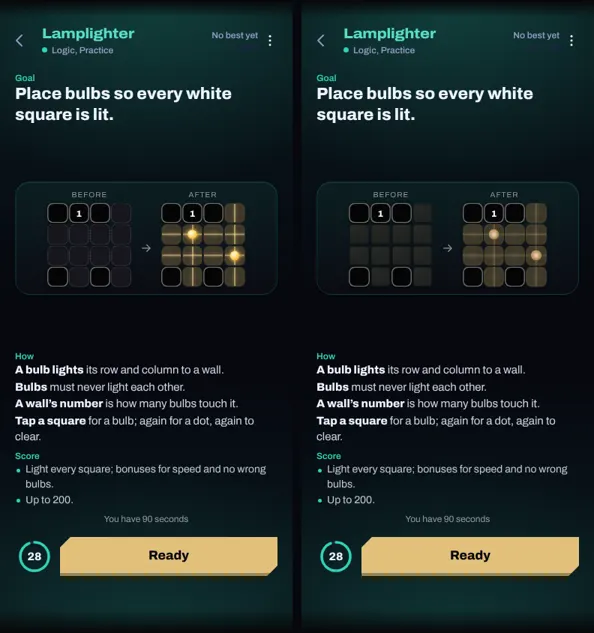 Lamplighter
No best yet
Logic, Practice
Goal
Place bulbs so every white
square is lit.
BEFORE
AFTER
1
1
How
A bulb lights its row and column to a wall.
Bulbs must never light each other.
A wall's number is how many bulbs touch it.
Tap a square for a bulb; again for a dot, again to
clear.
Score
Light every square; bonuses for speed and no wrong
bulbs.
Up to 200.
You have 90 seconds
28
Ready
Lamplighter
No best yet
Logic, Practice
Goal
Place bulbs so every white
square is lit.
BEFORE
AFTER
1
1
How
A bulb lights its row and column to a wall.
Bulbs must never light each other.
A wall's number is how many bulbs touch it.
Tap a square for a bulb; again for a dot, again to
clear.
Score
Light every square; bonuses for speed and no wrong
bulbs.
Up to 200.
You have 90 seconds
28
Ready